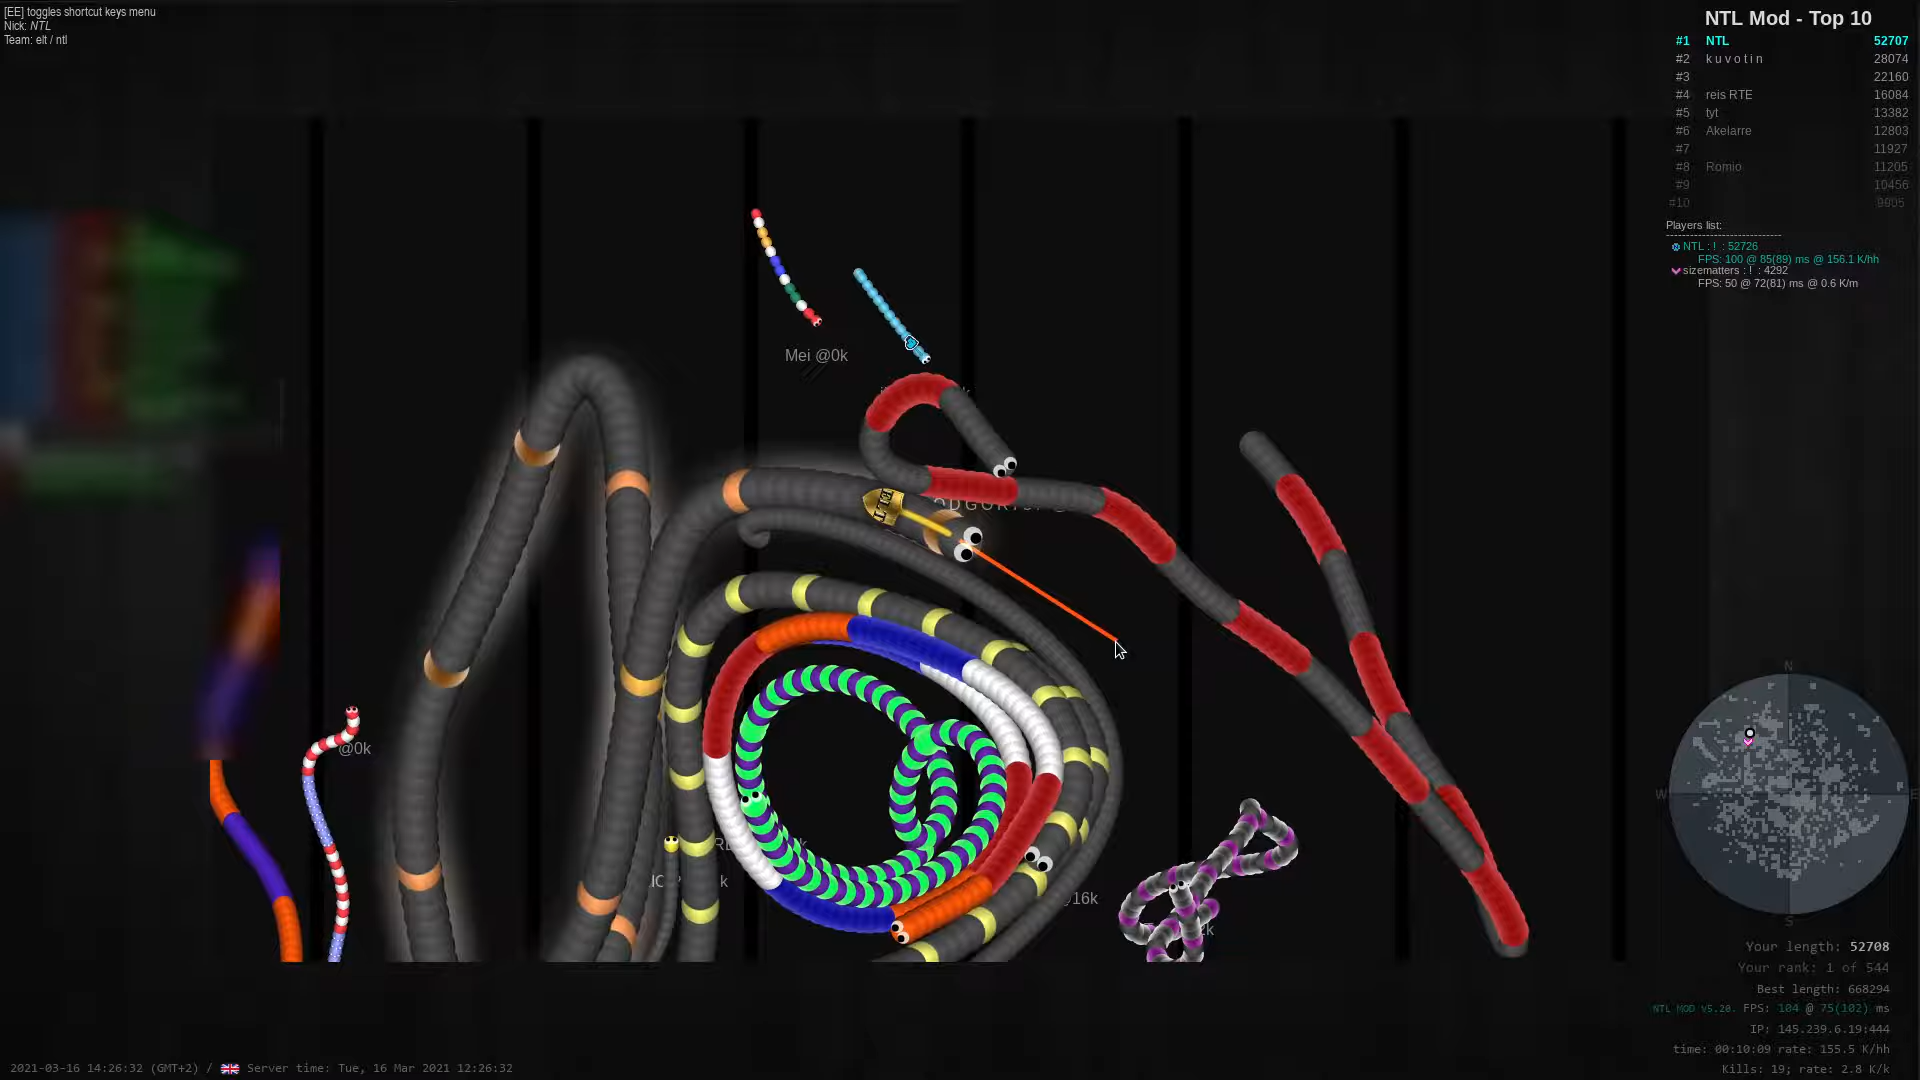 [EE] toggles shortcut keys menu
Nick: NTL
Team: elt / ntl
NTL Mod - Top 10
#1 NTL 52707
#2 k u v o t i n 28074
#3 22160
#4 reis RTE 16084
#5 tyt 13382
#6 Akelarre 12803
#7 11927
#8 Romio 11205
#9 10456
#10 9905
Players list:
NTL : ! : 52726
FPS: 100 @ 85(89) ms @ 156.1 K/hh
sizematters : ! : 4292
FPS: 50 @ 72(81) ms @ 0.6 K/m
Mei @0k
@0k
@16k
N
W
E
S
Your length: 52708
Your rank: 1 of 544
Best length: 668294
NTL MOD V5.20. FPS: 104 @ 75(102) ms
IP: 145.239.6.19:444
time: 00:10:09 rate: 155.5 K/hh
Kills: 19; rate: 2.8 K/k
2021-03-16 14:26:32 (GMT+2) / Server time: Tue, 16 Mar 2021 12:26:32